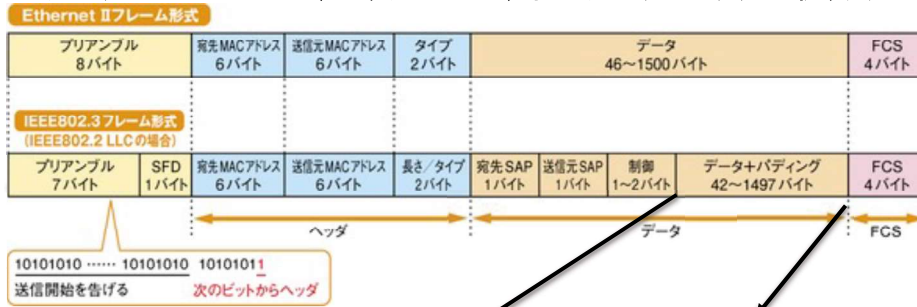 Ethernet Ⅱフレーム形式
プリアンブル 宛先MACアドレス 送信元MACアドレス タイプ データ FCS
8バイト 6バイト 6バイト 2バイト 46～1500バイト 4バイト
IEEE802.3フレーム形式
(IEEE802.2 LLCの場合)
プリアンブル SFD 宛先MACアドレス 送信元MACアドレス 長さ／タイプ 宛先SAP 送信元SAP 制御 データ+パディング FCS
7バイト 1バイト 6バイト 6バイト 2バイト 1バイト 1バイト 1～2バイト 42～1497バイト 4バイト
ヘッダ データ FCS
10101010 …… 10101010 10101011
送信開始を告げる 次のビットからヘッダ